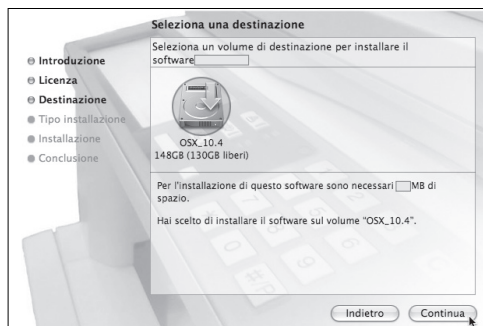 Seleziona una destinazione
Introduzione
Licenza
Destinazione
Tipo installazione
Installazione
Conclusione
Seleziona un volume di destinazione per installare il
software
OSX_10.4
148GB (130GB liberi)
Per l'installazione di questo software sono necessari MB di
spazio.
Hai scelto di installare il software sul volume "OSX_10.4".
Indietro
Continua